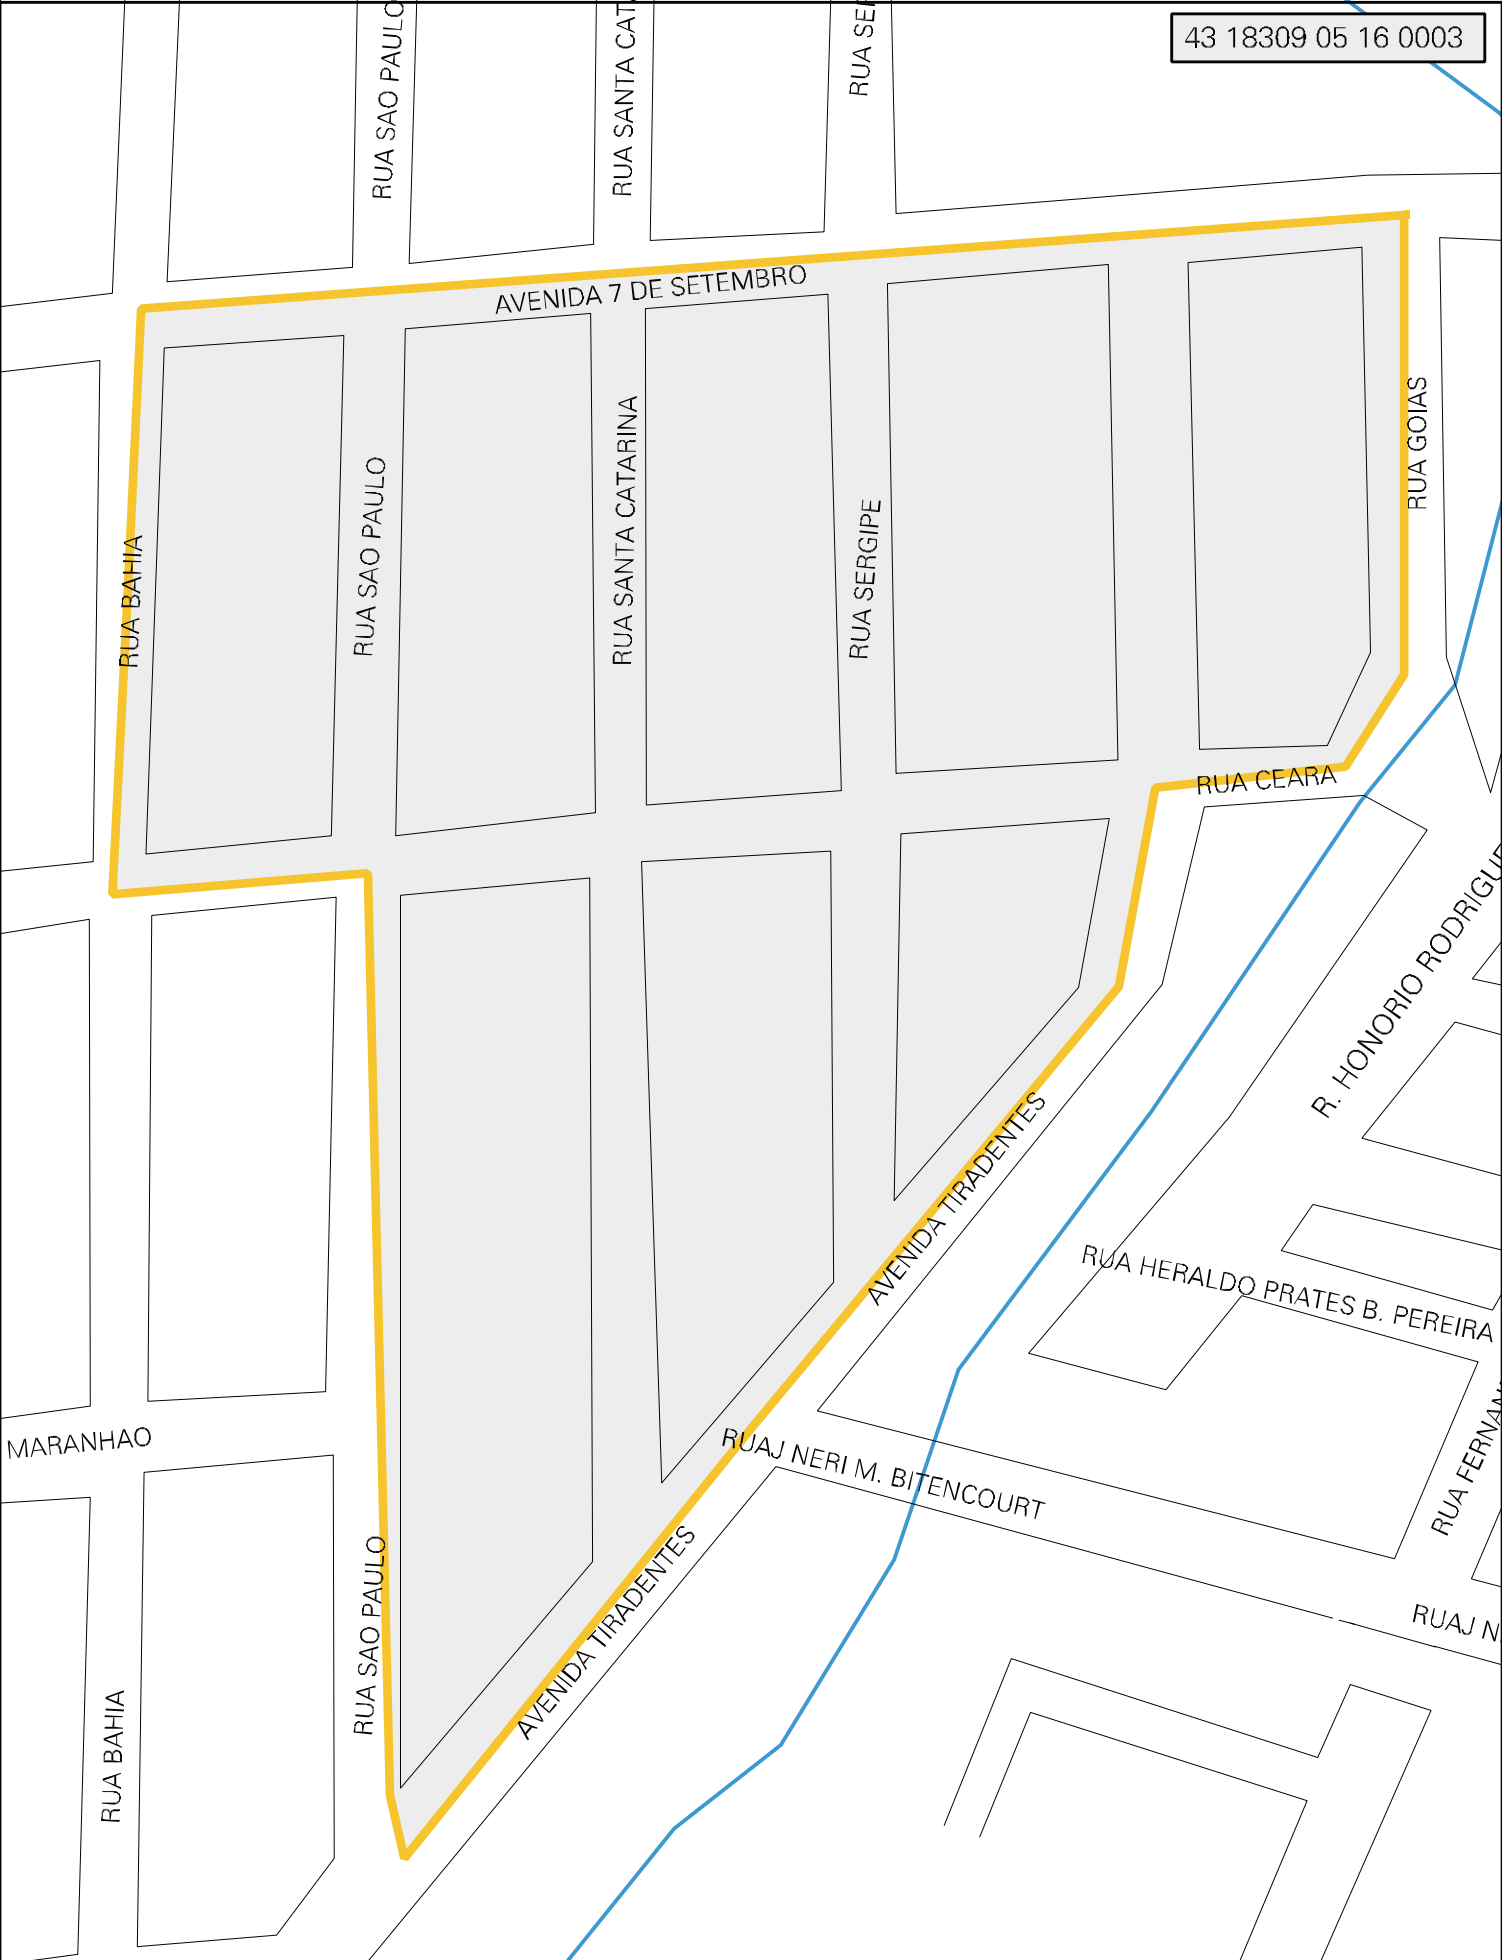 43 18309 05 16 0003
RUA SAO PAULO
RUA SANTA CAT
RUA SE
AVENIDA 7 DE SETEMBRO
RUA GOIAS
RUA SANTA CATARINA
RUA SAO PAULO
RUA SERGIPE
RUA BAHIA
RUA CEARA
R. HONORIO RODRIGUE
AVENIDA TIRADENTES
RUA HERALDO PRATES B. PEREIRA
MARANHAO
RUAJ NERI M. BITENCOURT
RUA FERNAN
AVENIDA TIRADENTES
RUA SAO PAULO
RUAJ N
RUA BAHIA